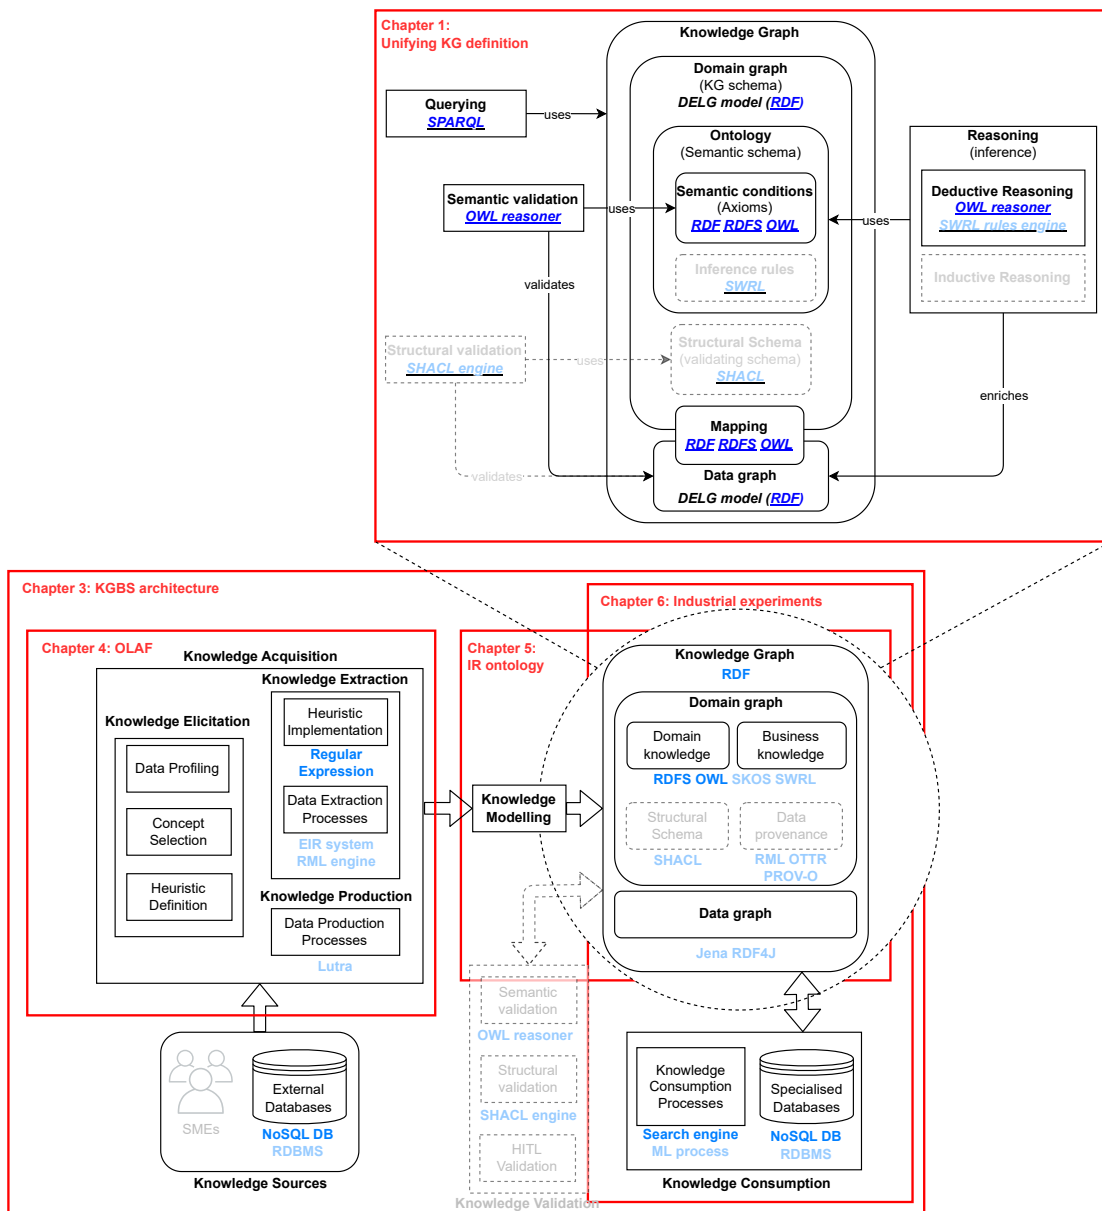 Chapter 1:
Unifying KG definition
Knowledge Graph
Domain graph
(KG schema)
DELG model (RDF)
Querying
SPARQL
uses
Ontology
(Semantic schema)
Reasoning
(inference)
Semantic validation
OWL reasoner
uses
Semantic conditions
(Axioms)
RDF RDFS OWL
uses
Deductive Reasoning
OWL reasoner
SWRL rules engine
validates
Inference rules
SWRL
Inductive Reasoning
Structural validation
SHACL engine
uses
Structural Schema
(validating schema)
SHACL
enriches
Mapping
RDF RDFS OWL
validates
Data graph
DELG model (RDF)
Chapter 3: KGBS architecture
Chapter 6: Industrial experiments
Chapter 4: OLAF
Knowledge Acquisition
Chapter 5:
IR ontology
Knowledge Graph
RDF
Knowledge Extraction
Heuristic
Implementation
Regular
Expression
Data Extraction
Processes
EIR system
RML engine
Knowledge Elicitation
Data Profiling
Concept
Selection
Heuristic
Definition
Knowledge Production
Data Production
Processes
Lutra
Knowledge
Modelling
Domain graph
Domain
knowledge
Business
knowledge
RDFS OWL SKOS SWRL
Structural
Schema
SHACL
Data
provenance
RML OTTR
PROV-O
Data graph
Jena RDF4J
Semantic
validation
OWL reasoner
Structural
validation
SHACL engine
HITL
Validation
Knowledge Validation
SMEs
External
Databases
NoSQL DB
RDBMS
Knowledge Sources
Knowledge
Consumption
Processes
Search engine
ML process
Specialised
Databases
NoSQL DB
RDBMS
Knowledge Consumption